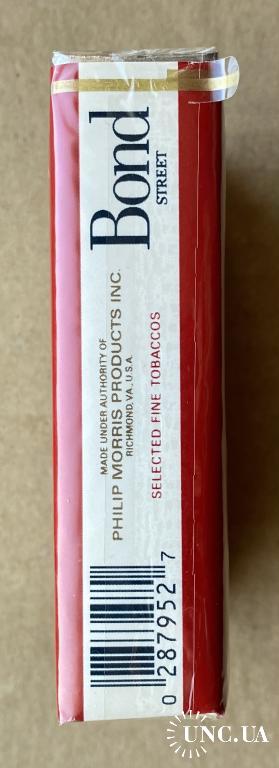 Bond
STREET
MADE UNDER AUTHORITY OF
PHILIP MORRIS PRODUCTS INC.
RICHMOND, VA., U.S.A.
SELECTED FINE TOBACCOS
0 287952 7
UNC.UA